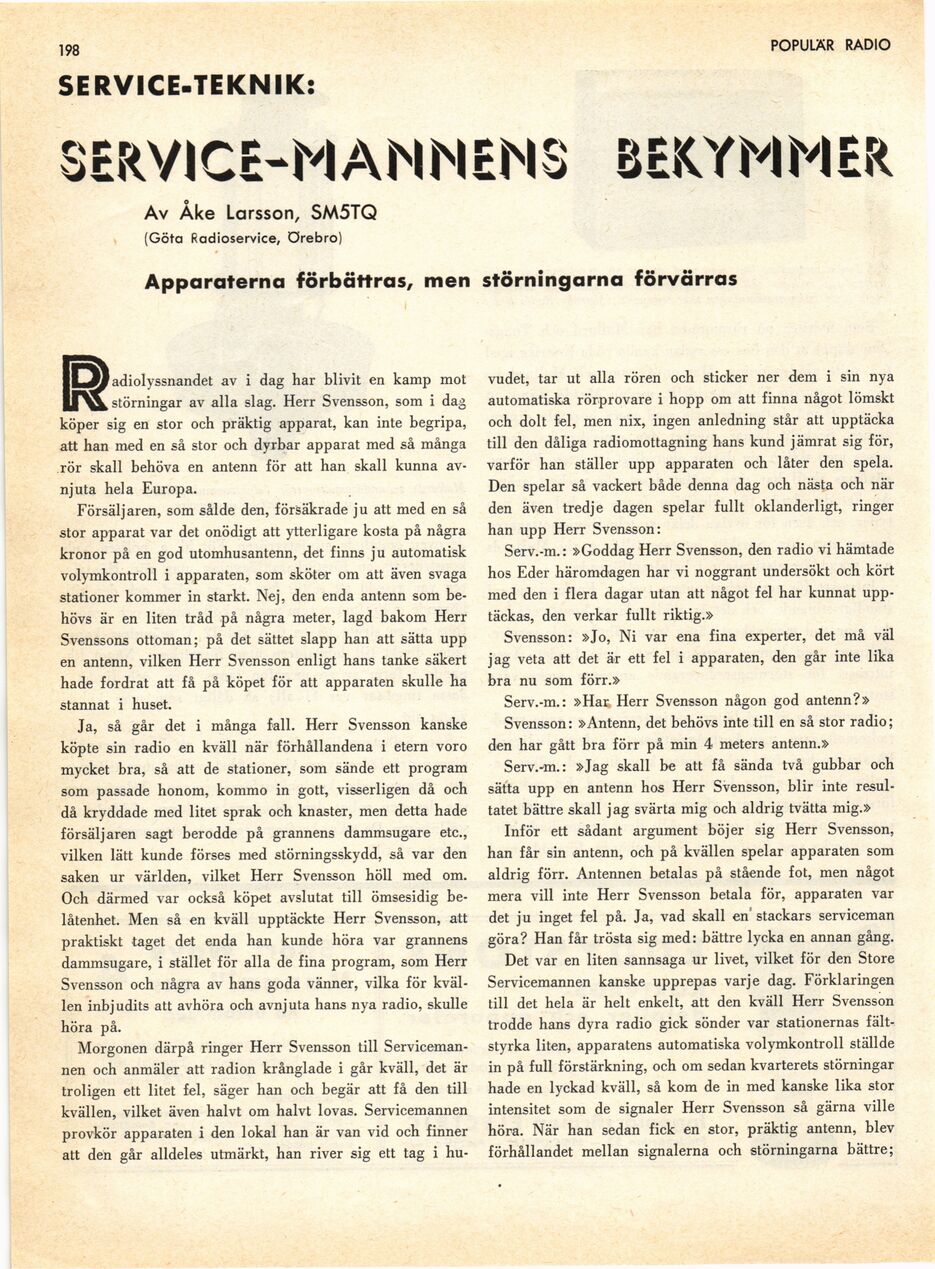 198
POPULÄR RADIO
SERVICE-TEKNIK:
SERVICE-MANNENS BEKYMMER
Av Åke Larsson, SM5TQ
(Göta Radioservice, Örebro)
Apparaterna förbättras, men störningarna förvärras
Radiolyssnandet av i dag har blivit en kamp mot
störningar av alla slag. Herr Svensson, som i dag
köper sig en stor och präktig apparat, kan inte begripa,
att han med en så stor och dyrbar apparat med så många
rör skall behöva en antenn för att han skall kunna av-
njuta hela Europa.
Försäljaren, som sålde den, försäkrade ju att med en så
stor apparat var det onödigt att ytterligare kosta på några
kronor på en god utomhusantenn, det finns ju automatisk
volymkontroll i apparaten, som sköter om att även svaga
stationer kommer in starkt. Nej, den enda antenn som be-
hövs är en liten tråd på några meter, lagd bakom Herr
Svenssons ottoman; på det sättet slapp han att sätta upp
en antenn, vilken Herr Svensson enligt hans tanke säkert
hade fordrat att få på köpet för att apparaten skulle ha
stannat i huset.
Ja, så går det i många fall. Herr Svensson kanske
köpte sin radio en kväll när förhållandena i etern voro
mycket bra, så att de stationer, som sände ett program
som passade honom, kommo in gott, visserligen då och
då kryddade med litet sprak och knaster, men detta hade
försäljaren sagt berodde på grannens dammsugare etc.,
vilken lätt kunde förses med störningsskydd, så var den
saken ur världen, vilket Herr Svensson höll med om.
Och därmed var också köpet avslutat till ömsesidig be-
låtenhet. Men så en kväll upptäckte Herr Svensson, att
praktiskt taget det enda han kunde höra var grannens
dammsugare, i stället för alla de fina program, som Herr
Svensson och några av hans goda vänner, vilka för kväl-
len inbjudits att avhöra och avnjuta hans nya radio, skulle
höra på.
Morgonen därpå ringer Herr Svensson till Serviceman-
nen och anmäler att radion krånglade i går kväll, det är
troligen ett litet fel, säger han och begär att få den till
kvällen, vilket även halvt om halvt lovas. Servicemannen
provkör apparaten i den lokal han är van vid och finner
att den går alldeles utmärkt, han river sig ett tag i hu-
vudet, tar ut alla rören och sticker ner dem i sin nya
automatiska rörprovare i hopp om att finna något lömskt
och dolt fel, men nix, ingen anledning står att upptäcka
till den dåliga radiomottagning hans kund jämrat sig för,
varför han ställer upp apparaten och låter den spela.
Den spelar så vackert både denna dag och nästa och när
den även tredje dagen spelar fullt oklanderligt, ringer
han upp Herr Svensson:
Serv.-m.: »Goddag Herr Svensson, den radio vi hämtade
hos Eder häromdagen har vi noggrant undersökt och kört
med den i flera dagar utan att något fel har kunnat upp-
täckas, den verkar fullt riktig.»
Svensson: »Jo, Ni var ena fina experter, det må väl
jag veta att det är ett fel i apparaten, den går inte lika
bra nu som förr.»
Serv.-m.: »Har Herr Svensson någon god antenn?»
Svensson: »Antenn, det behövs inte till en så stor radio;
den har gått bra förr på min 4 meters antenn.»
Serv.-m.: »Jag skall be att få sända två gubbar och
sätta upp en antenn hos Herr Svensson, blir inte resul-
tatet bättre skall jag svärta mig och aldrig tvätta mig.»
Inför ett sådant argument böjer sig Herr Svensson,
han får sin antenn, och på kvällen spelar apparaten som
aldrig förr. Antennen betalas på stående fot, men något
mera vill inte Herr Svensson betala för, apparaten var
det ju inget fel på. Ja, vad skall en stackars serviceman
göra? Han får trösta sig med: bättre lycka en annan gång.
Det var en liten sannsaga ur livet, vilket för den Store
Servicemannen kanske upprepas varje dag. Förklaringen
till det hela är helt enkelt, att den kväll Herr Svensson
trodde hans dyra radio gick sönder var stationernas fält-
styrka liten, apparatens automatiska volymkontroll ställde
in på full förstärkning, och om sedan kvarterets störningar
hade en lyckad kväll, så kom de in med kanske lika stor
intensitet som de signaler Herr Svensson så gärna ville
höra. När han sedan fick en stor, präktig antenn, blev
förhållandet mellan signalerna och störningarna bättre;